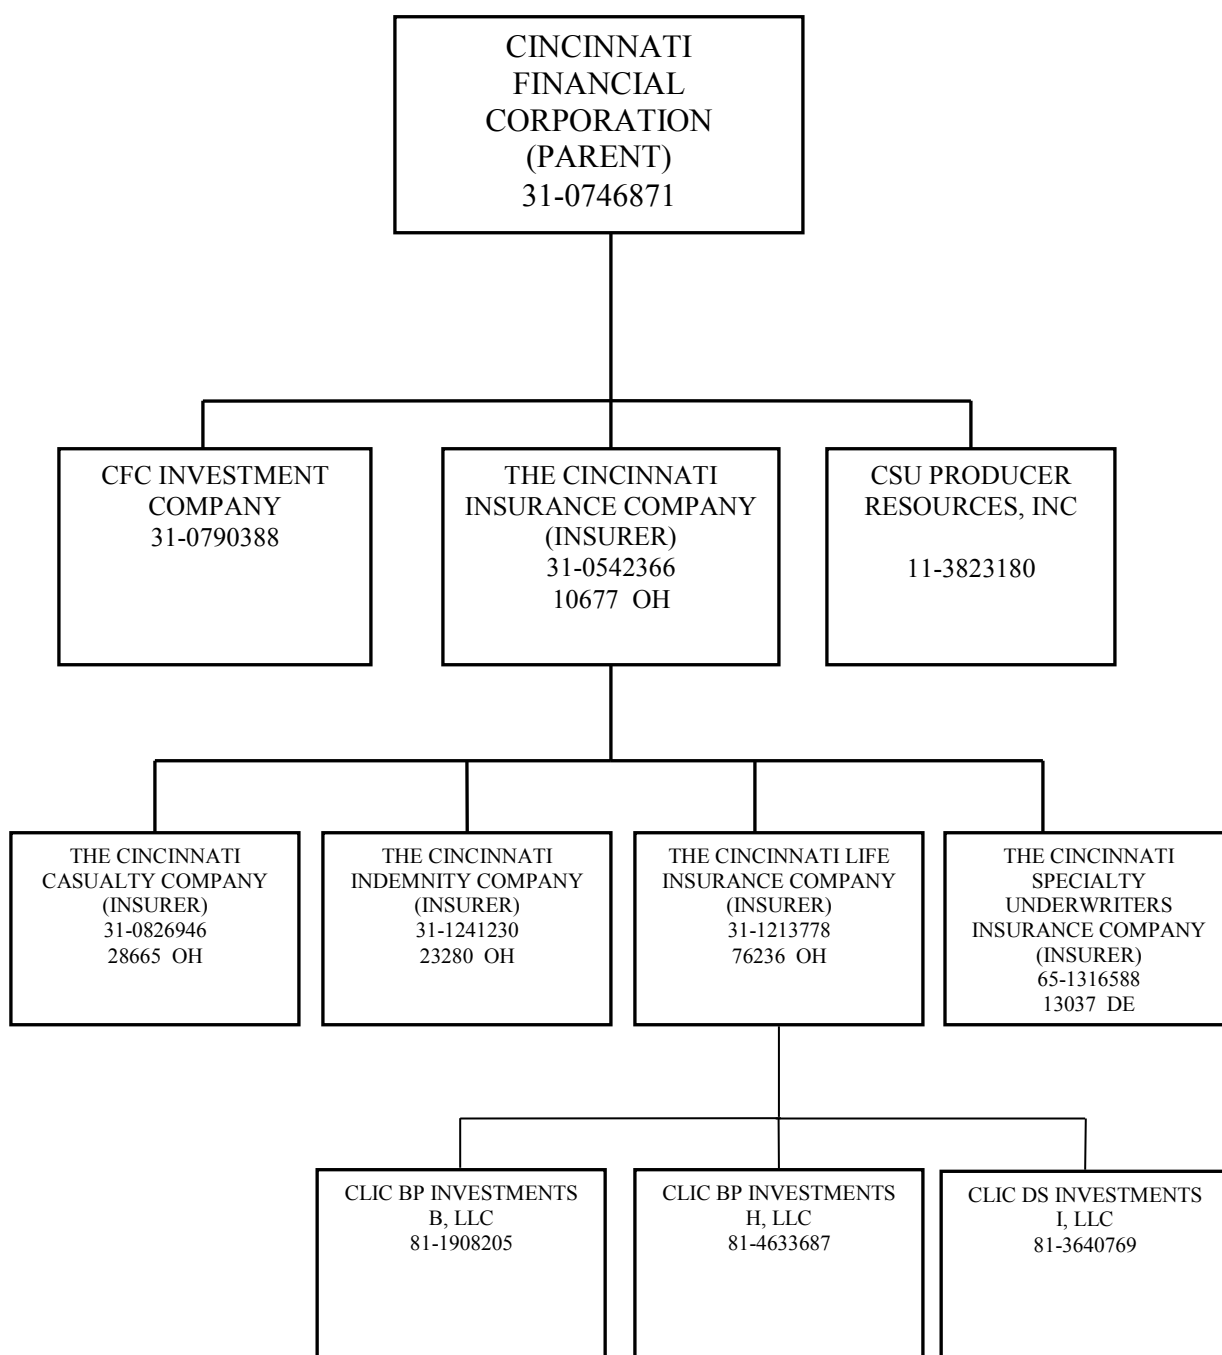 CINCINNATI
FINANCIAL
CORPORATION
(PARENT)
31-0746871
CFC INVESTMENT
COMPANY
31-0790388
THE CINCINNATI
INSURANCE COMPANY
(INSURER)
31-0542366
10677 OH
CSU PRODUCER
RESOURCES, INC
11-3823180
THE CINCINNATI
CASUALTY COMPANY
(INSURER)
31-0826946
28665 OH
THE CINCINNATI
INDEMNITY COMPANY
(INSURER)
31-1241230
23280 OH
THE CINCINNATI LIFE
INSURANCE COMPANY
(INSURER)
31-1213778
76236 OH
THE CINCINNATI
SPECIALTY
UNDERWRITERS
INSURANCE COMPANY
(INSURER)
65-1316588
13037 DE
CLIC BP INVESTMENTS
B, LLC
81-1908205
CLIC BP INVESTMENTS
H, LLC
81-4633687
CLIC DS INVESTMENTS
I, LLC
81-3640769